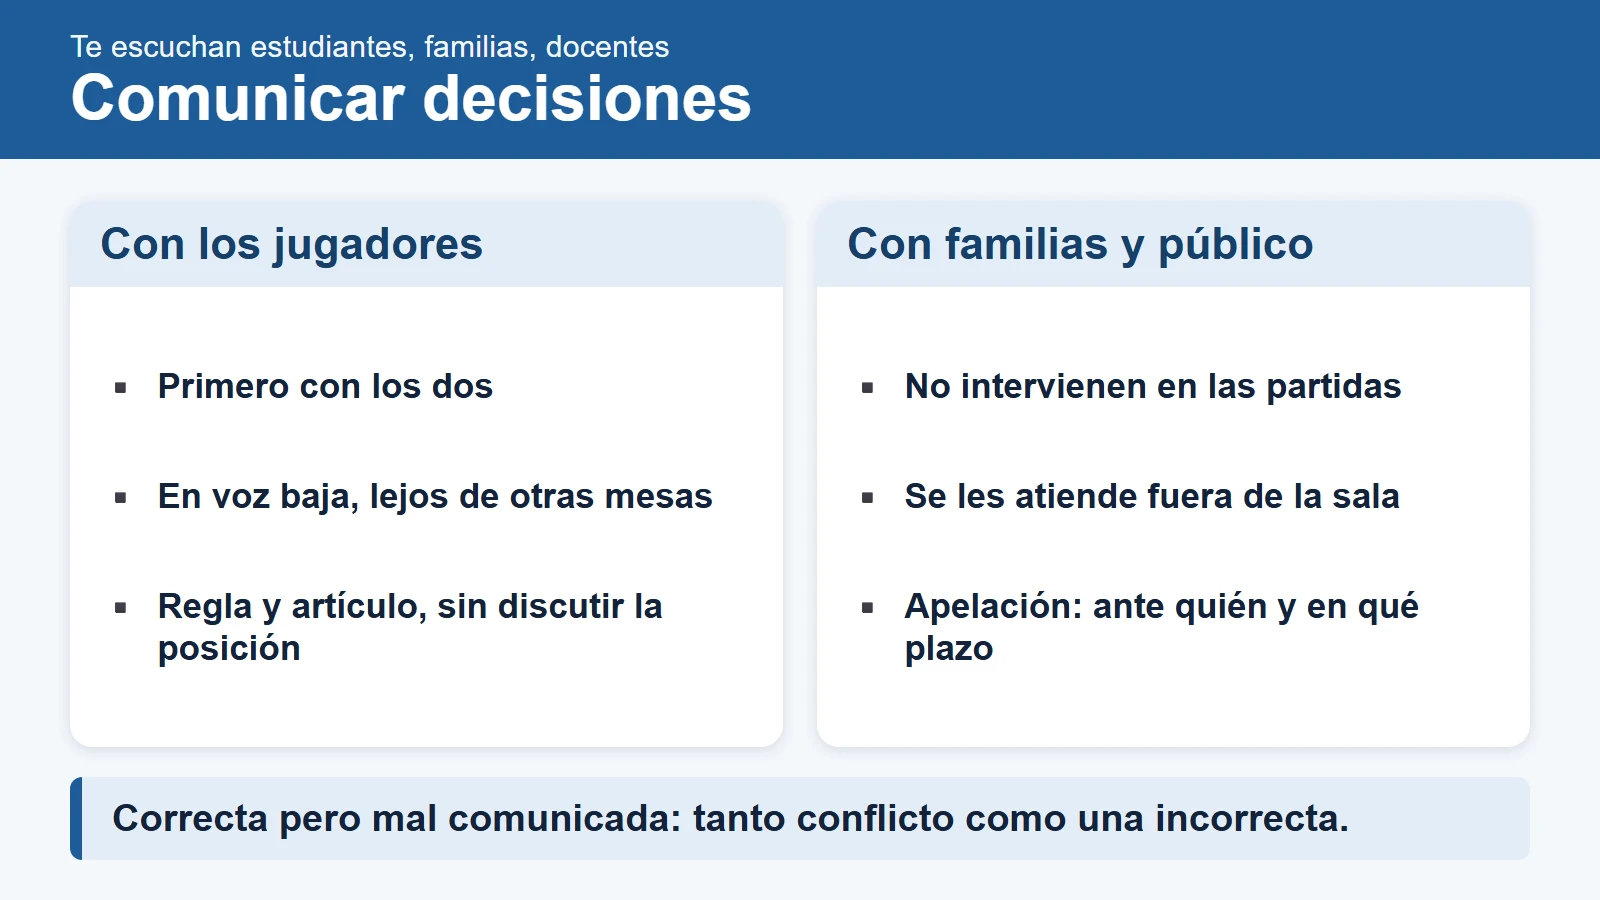 Te escuchan estudiantes, familias, docentes
Comunicar decisiones
Con los jugadores
▪ Primero con los dos
▪ En voz baja, lejos de otras mesas
▪ Regla y artículo, sin discutir la
posición
Con familias y público
▪ No intervienen en las partidas
▪ Se les atiende fuera de la sala
▪ Apelación: ante quién y en qué
plazo
Correcta pero mal comunicada: tanto conflicto como una incorrecta.